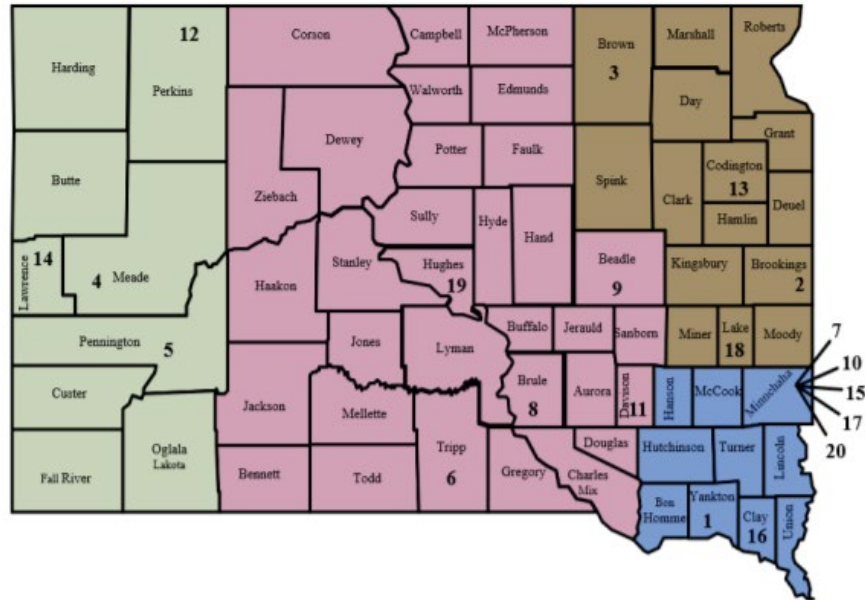 12
Harding
Perkins
Butte
14
Lawrence
4
Meade
Pennington
5
Custer
Fall River
Oglala
Lakota
Corson
Dewey
Ziebach
Haakon
Stanley
Jones
Jackson
Mellette
Bennett
Todd
Campbell
McPherson
Walworth
Edmunds
Potter
Faulk
Sully
Hyde
Hand
Hughes
19
Lyman
Buffalo
Jerauld
Sanborn
Beadle
9
Brule
8
Aurora
Davison
11
Tripp
6
Gregory
Douglas
Charles
Mix
Brown
3
Marshall
Roberts
Day
Grant
Spink
Clark
Codington
13
Hamlin
Deuel
Kingsbury
Brookings
2
Miner
Lake
18
Moody
7
10
15
17
20
Hanson
McCook
Minnehaha
Hutchinson
Turner
Lincoln
Bon
Homme
Yankton
1
Clay
16
Union